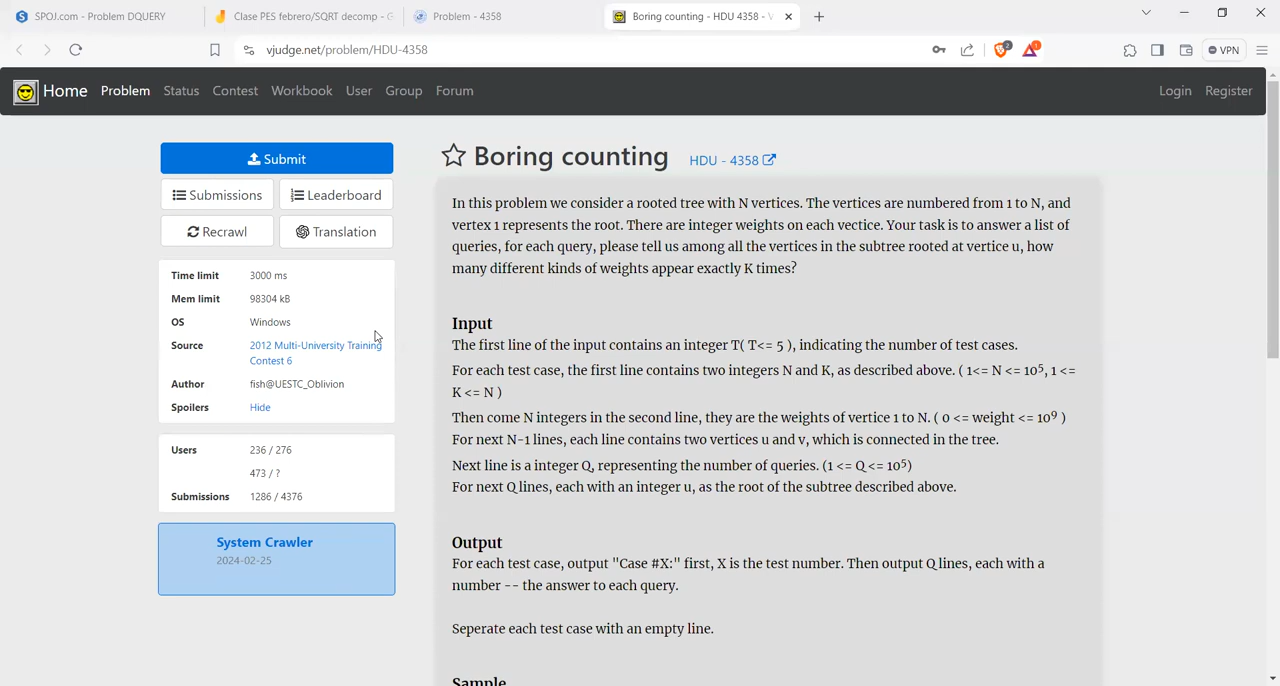 SPOJ.com - Problem DQUERY
Clase PES febrero/SQRT decomp - G
Problem - 4358
Boring counting - HDU 4358 - V
vjudge.net/problem/HDU-4358
2
1
VPN
Home Problem Status Contest Workbook User Group Forum
Login Register
Submit
Submissions
Leaderboard
Recrawl
Translation
Time limit 3000 ms
Mem limit 98304 kB
OS Windows
Source 2012 Multi-University Training
Contest 6
Author fish@UESTC_Oblivion
Spoilers Hide
Users 236 / 276
473 / ?
Submissions 1286 / 4376
System Crawler
2024-02-25
Boring counting HDU - 4358
In this problem we consider a rooted tree with N vertices. The vertices are numbered from 1 to N, and
vertex 1 represents the root. There are integer weights on each vectice. Your task is to answer a list of
queries, for each query, please tell us among all the vertices in the subtree rooted at vertice u, how
many different kinds of weights appear exactly K times?
Input
The first line of the input contains an integer T( T<= 5 ), indicating the number of test cases.
For each test case, the first line contains two integers N and K, as described above. ( 1<= N <= 10⁵, 1 <=
K <= N )
Then come N integers in the second line, they are the weights of vertice 1 to N. ( 0 <= weight <= 10⁹ )
For next N-1 lines, each line contains two vertices u and v, which is connected in the tree.
Next line is a integer Q, representing the number of queries. (1 <= Q <= 10⁵)
For next Q lines, each with an integer u, as the root of the subtree described above.
Output
For each test case, output "Case #X:" first, X is the test number. Then output Q lines, each with a
number -- the answer to each query.
Seperate each test case with an empty line.
Sample